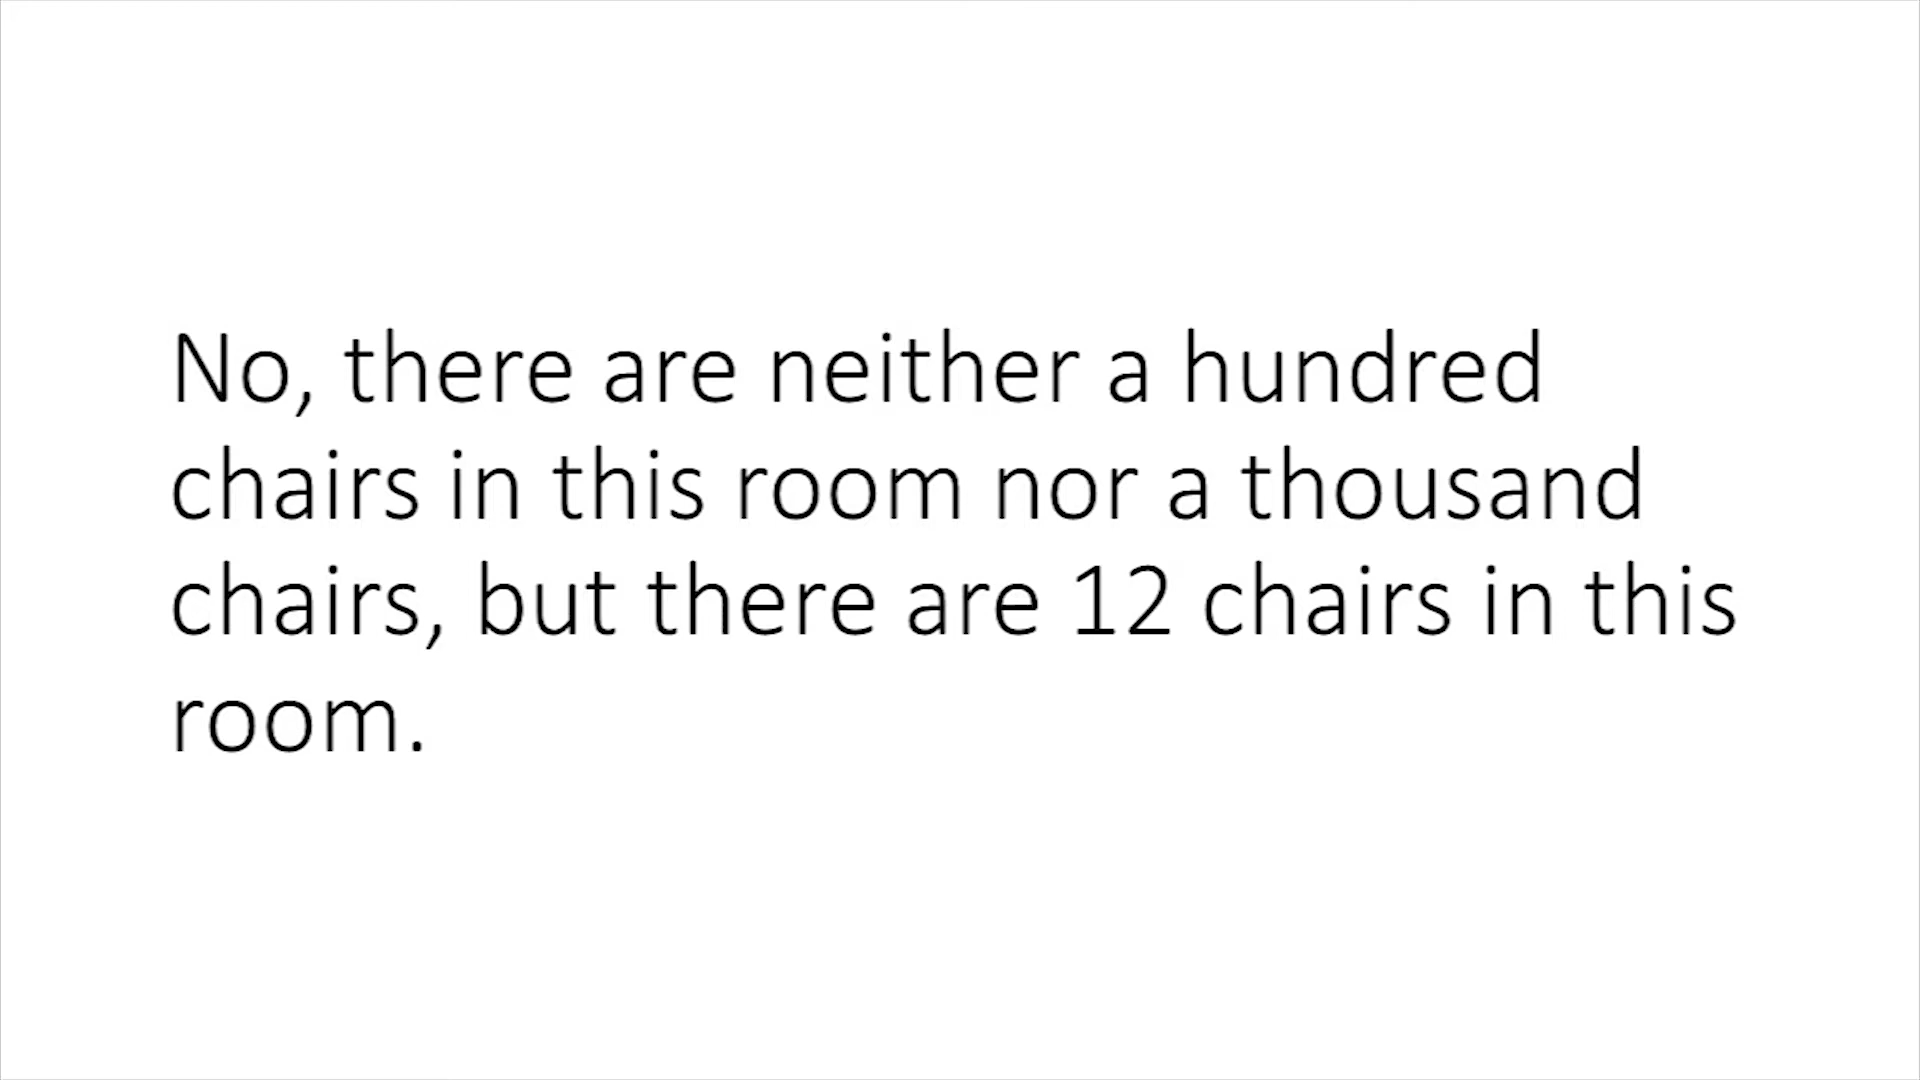 No, there are neither a hundred
chairs in this room nor a thousand
chairs, but there are 12 chairs in this
room.